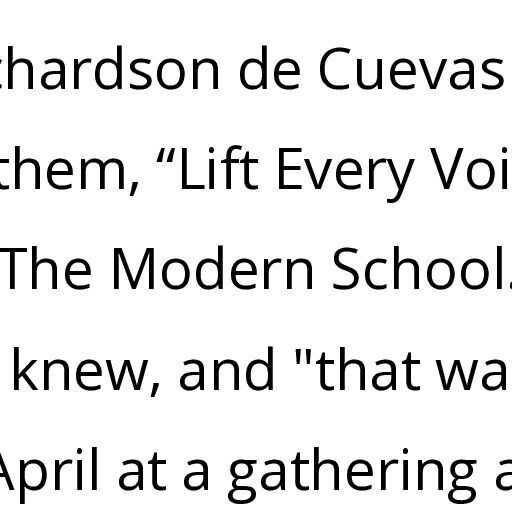 chardson de Cuevas
them, “Lift Every Voi
The Modern School.
knew, and "that wa
April at a gathering a